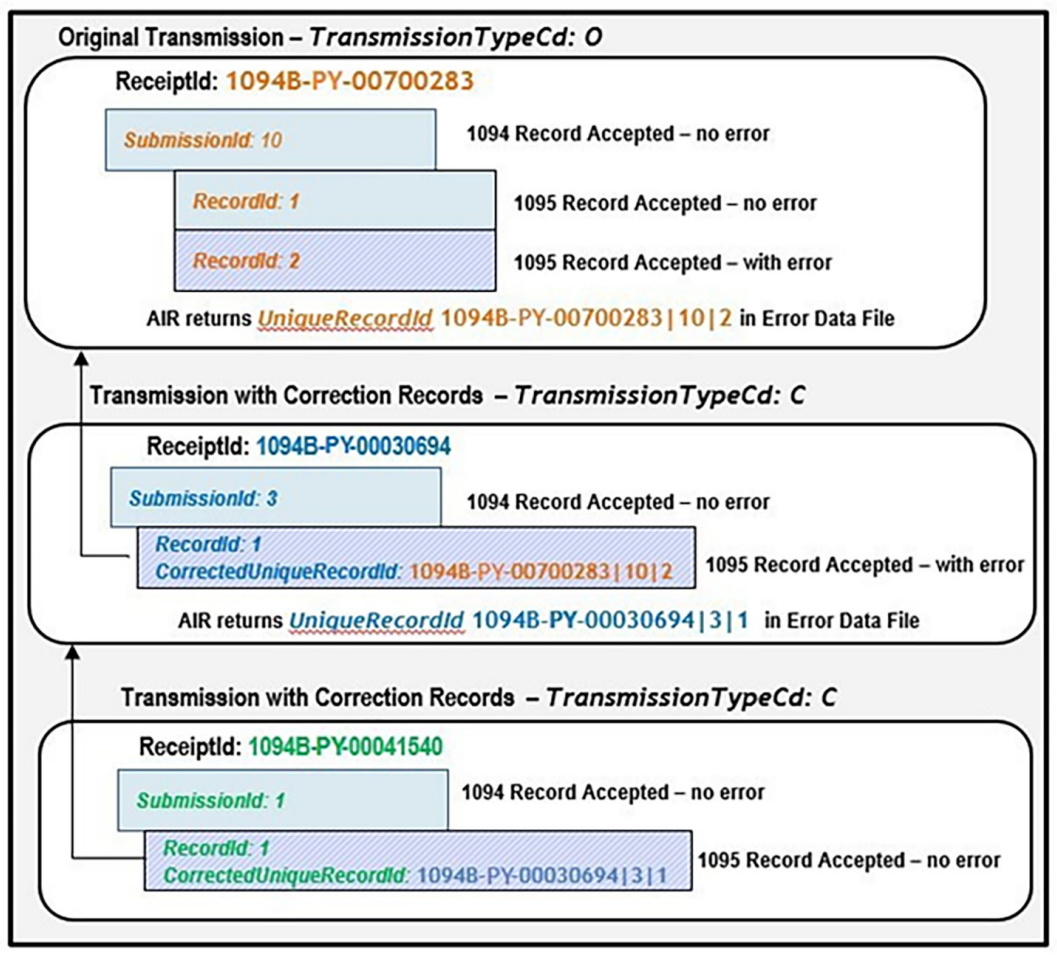 Original Transmission – TransmissionTypeCd: O
ReceiptId: 1094B-PY-00700283
SubmissionId: 10
1094 Record Accepted – no error
RecordId: 1
1095 Record Accepted – no error
RecordId: 2
1095 Record Accepted – with error
AIR returns UniqueRecordId 1094B-PY-00700283|10|2 in Error Data File
Transmission with Correction Records – TransmissionTypeCd: C
ReceiptId: 1094B-PY-00030694
SubmissionId: 3
1094 Record Accepted – no error
RecordId: 1
CorrectedUniqueRecordId: 1094B-PY-00700283|10|2
1095 Record Accepted – with error
AIR returns UniqueRecordId 1094B-PY-00030694|3|1 in Error Data File
Transmission with Correction Records – TransmissionTypeCd: C
ReceiptId: 1094B-PY-00041540
SubmissionId: 1
1094 Record Accepted – no error
RecordId: 1
CorrectedUniqueRecordId: 1094B-PY-00030694|3|1
1095 Record Accepted – no error